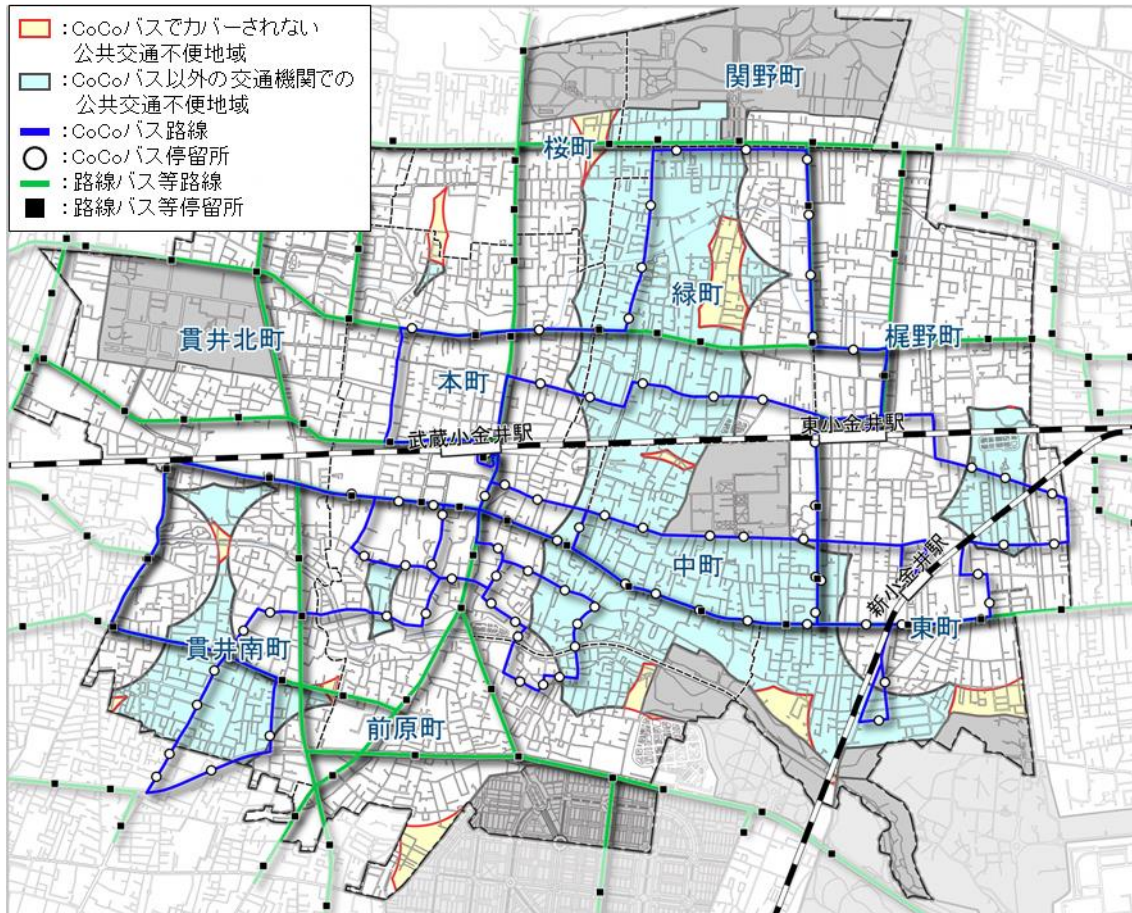 :CoCoバスでカバーされない
公共交通不便地域
:CoCoバス以外の交通機関での
公共交通不便地域
:CoCoバス路線
:CoCoバス停留所
:路線バス等路線
:路線バス等停留所
関野町
桜町
緑町
貫井北町
梶野町
本町
武蔵小金井駅
東小金井駅
中町
新小金井駅
東町
貫井南町
前原町